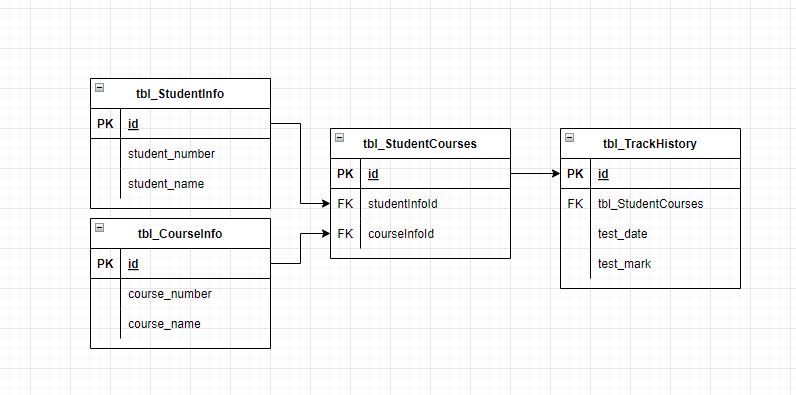 tbl_StudentInfo
PK id
student_number
student_name
tbl_CourseInfo
PK id
course_number
course_name
tbl_StudentCourses
PK id
FK studentInfoId
FK courseInfoId
tbl_TrackHistory
PK id
FK tbl_StudentCourses
test_date
test_mark